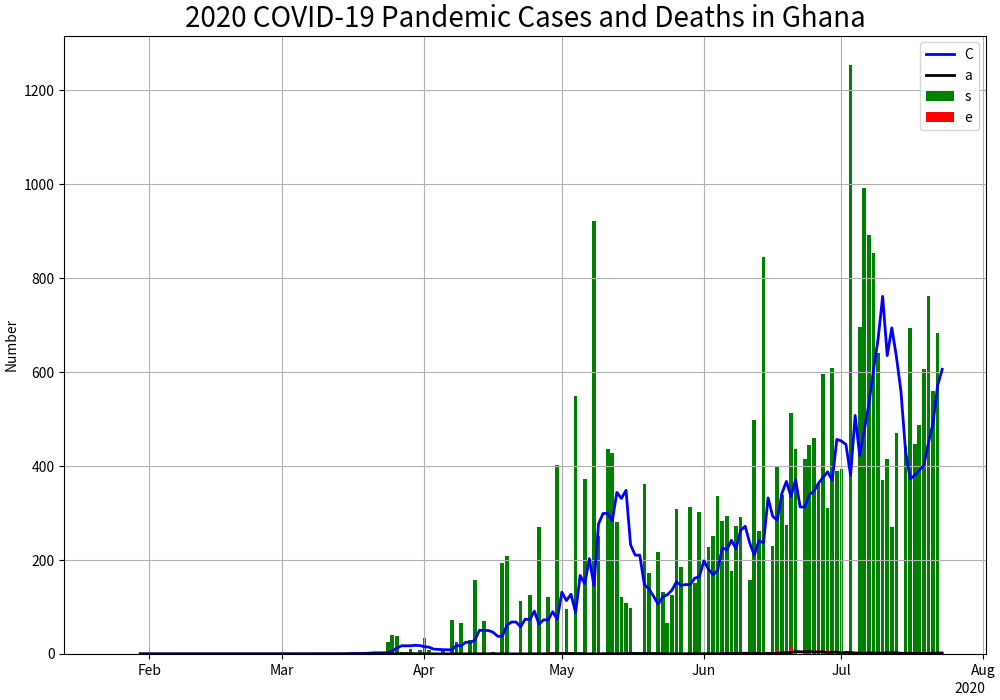 2020 COVID-19 Pandemic Cases and Deaths in Ghana
C
a
s
e
1200
1000
800
600
400
200
0
Number
Feb
Mar
Apr
May
Jun
Jul
Aug
2020